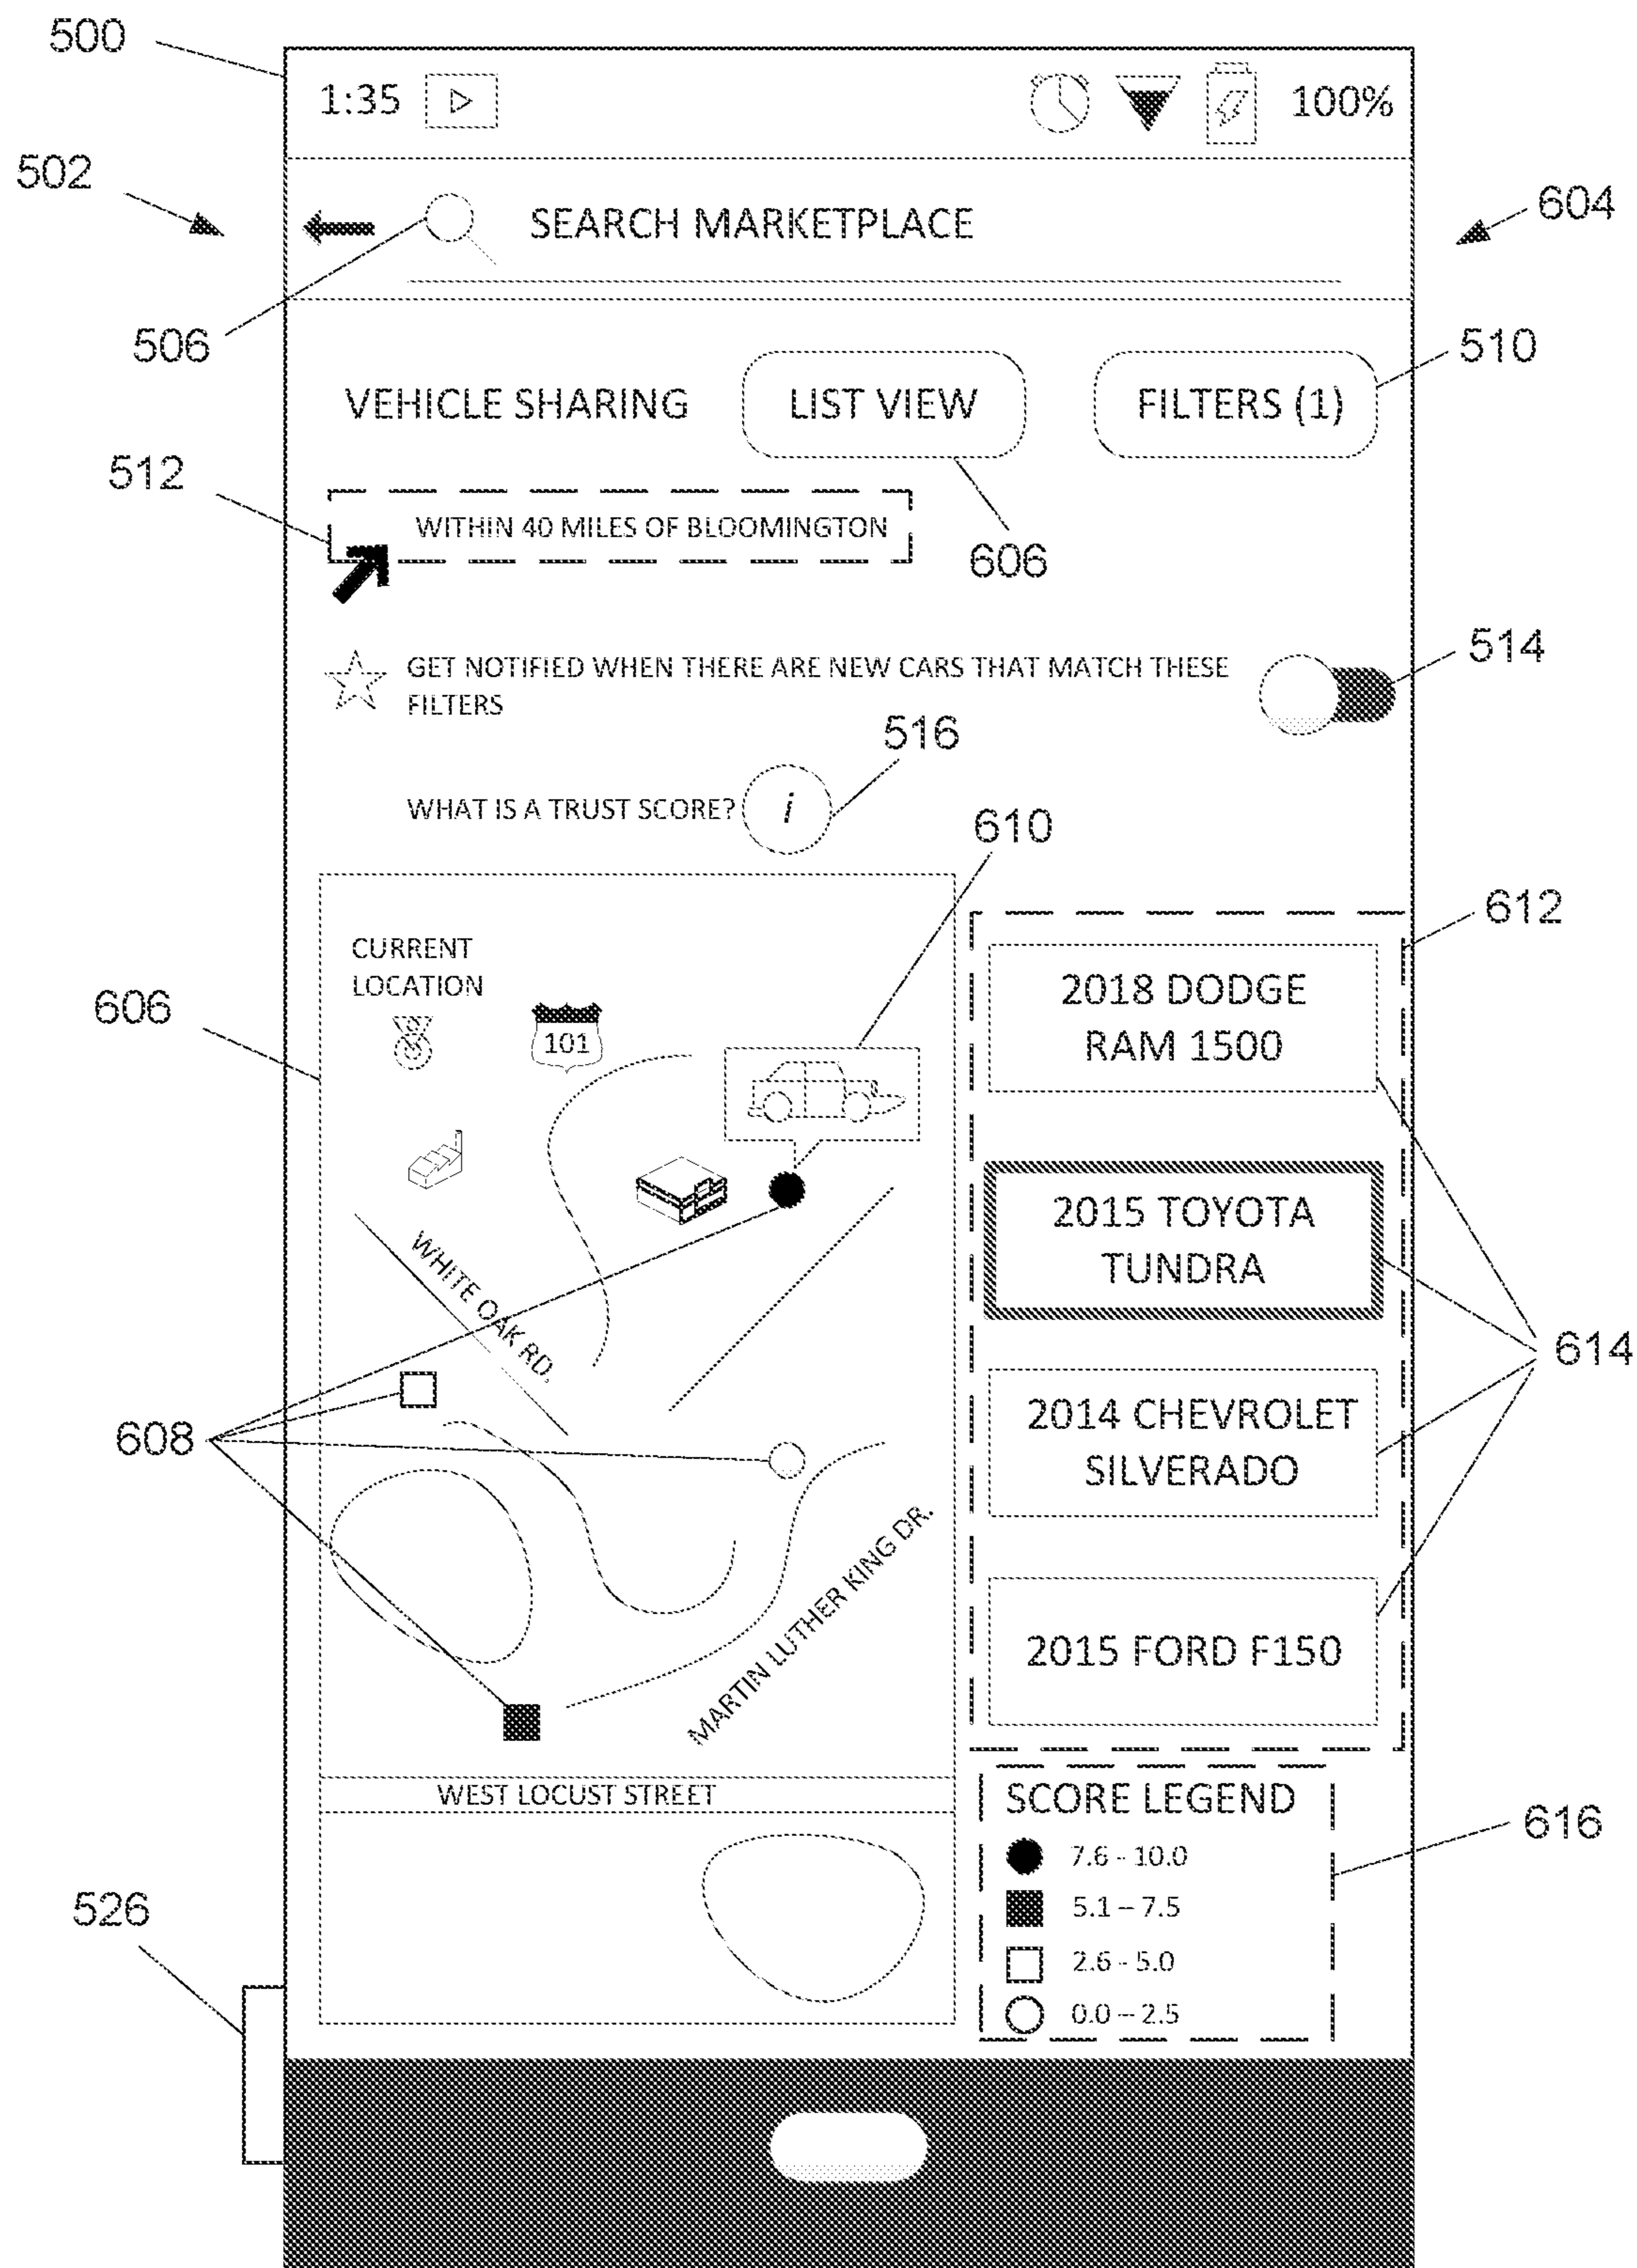 500
1:35
100%
502
SEARCH MARKETPLACE
604
506
510
VEHICLE SHARING
LIST VIEW
FILTERS (1)
512
WITHIN 40 MILES OF BLOOMINGTON
606
GET NOTIFIED WHEN THERE ARE NEW CARS THAT MATCH THESE
FILTERS
514
516
WHAT IS A TRUST SCORE?
i
610
612
CURRENT
LOCATION
606
101
2018 DODGE
RAM 1500
2015 TOYOTA
TUNDRA
WHITE OAK RD.
614
608
2014 CHEVROLET
SILVERADO
MARTIN LUTHER KING DR.
2015 FORD F150
WEST LOCUST STREET
SCORE LEGEND
616
7.6 - 10.0
5.1 – 7.5
2.6 - 5.0
0.0 – 2.5
526